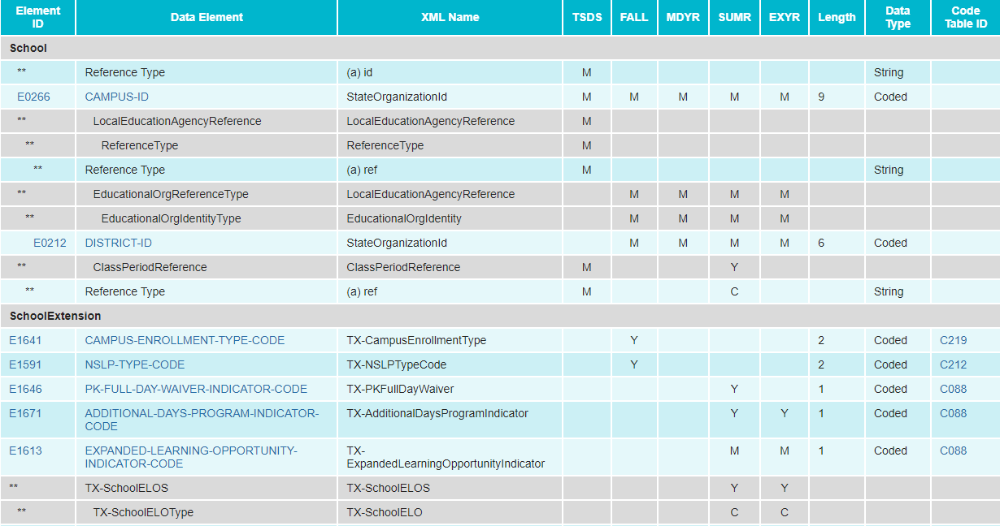 Element ID Data Element XML Name TSDS FALL MDYR SUMR EXYR Length Data Type Code Table ID
School
** Reference Type (a) id M String
E0266 CAMPUS-ID StateOrganizationId M M M M M 9 Coded
** LocalEducationAgencyReference LocalEducationAgencyReference M
** ReferenceType ReferenceType M
** Reference Type (a) ref M String
** EducationalOrgReferenceType LocalEducationAgencyReference M M M M
** EducationalOrgIdentityType EducationalOrgIdentity M M M M
E0212 DISTRICT-ID StateOrganizationId M M M M 6 Coded
** ClassPeriodReference ClassPeriodReference M Y
** Reference Type (a) ref M C String
SchoolExtension
E1641 CAMPUS-ENROLLMENT-TYPE-CODE TX-CampusEnrollmentType Y 2 Coded C219
E1591 NSLP-TYPE-CODE TX-NSLPTypeCode Y 2 Coded C212
E1646 PK-FULL-DAY-WAIVER-INDICATOR-CODE TX-PKFullDayWaiver Y 1 Coded C088
E1671 ADDITIONAL-DAYS-PROGRAM-INDICATOR- TX-AdditionalDaysProgramIndicator Y Y 1 Coded C088
CODE
E1613 EXPANDED-LEARNING-OPPORTUNITY- TX- M M 1 Coded C088
INDICATOR-CODE ExpandedLearningOpportunityIndicator
** TX-SchoolELOS TX-SchoolELOS Y Y
** TX-SchoolELOType TX-SchoolELO C C